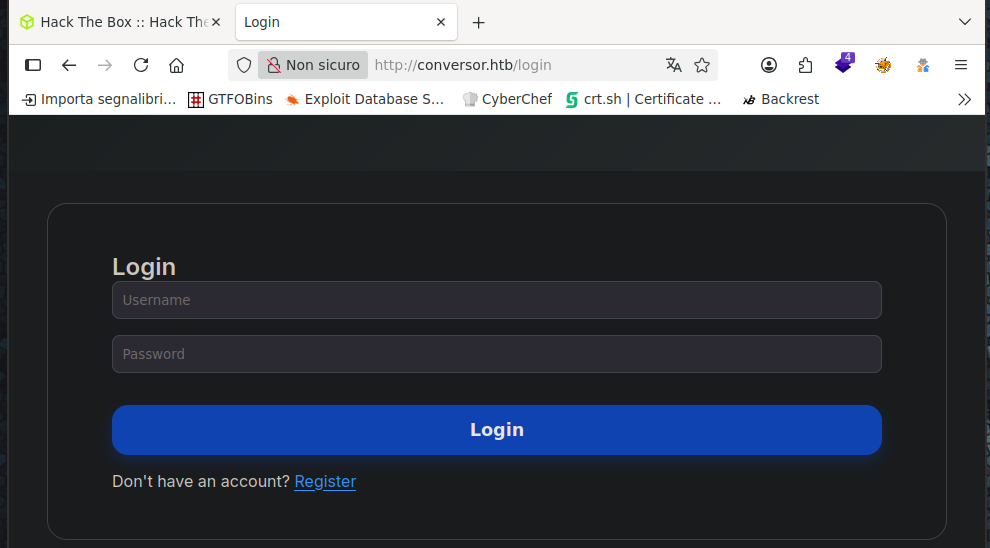 Hack The Box :: Hack The
Login
Non sicuro
http://conversor.htb/login
4
Importa segnalibri…
GTFOBins
Exploit Database S…
CyberChef
crt.sh | Certificate …
Backrest
Login
Username
Password
Login
Don't have an account? Register